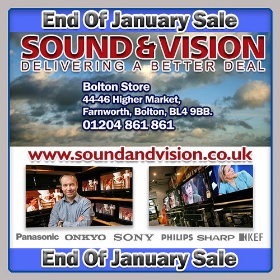 End Of January Sale
SOUND & VISION
DELIVERING A BETTER DEAL
Bolton Store
44-46 Higher Market,
Farnworth, Bolton, BL4 9BB.
01204 861 861
www.soundandvision.co.uk
Panasonic ONKYO SONY PHILIPS SHARP KEF
End Of January Sale